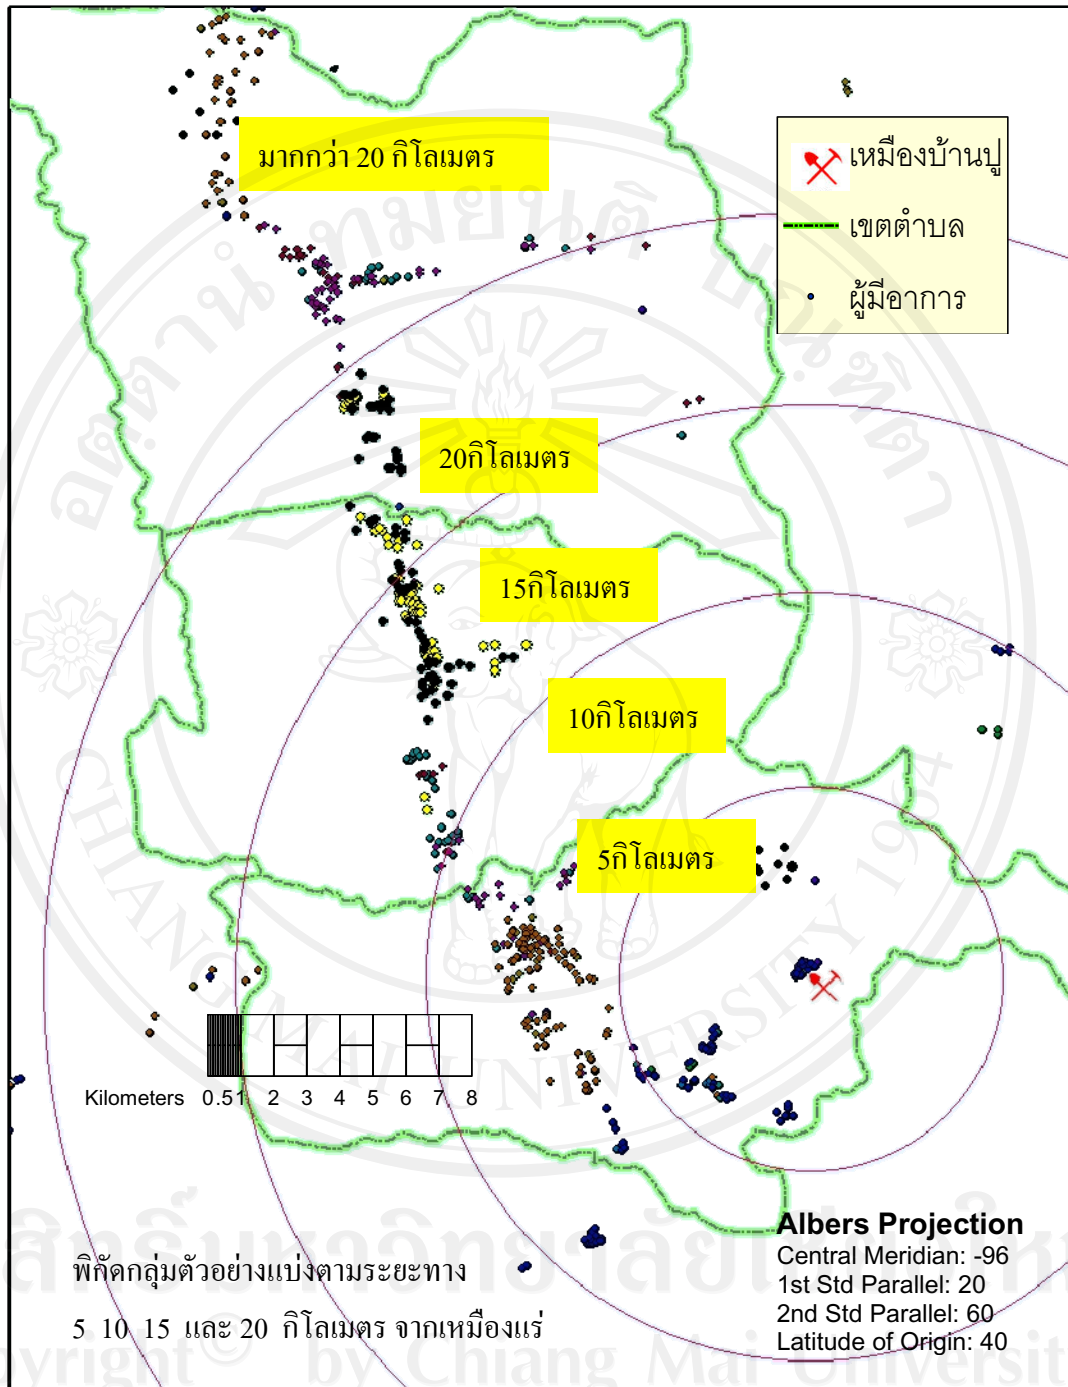 มากกว่า 20 กิโลเมตร
เหมืองบ้านปู
เขตตำบล
ผู้มีอาการ
20กิโลเมตร
15กิโลเมตร
10กิโลเมตร
5กิโลเมตร
Kilometers 0.5 1 2 3 4 5 6 7 8
Albers Projection
Central Meridian: -96
1st Std Parallel: 20
2nd Std Parallel: 60
Latitude of Origin: 40
พิกัดกลุ่มตัวอย่างแบ่งตามระยะทาง
5 10 15 และ 20 กิโลเมตร จากเหมืองแร่
CHIANG MAI UNIVERSITY 1964
© by Chiang Mai